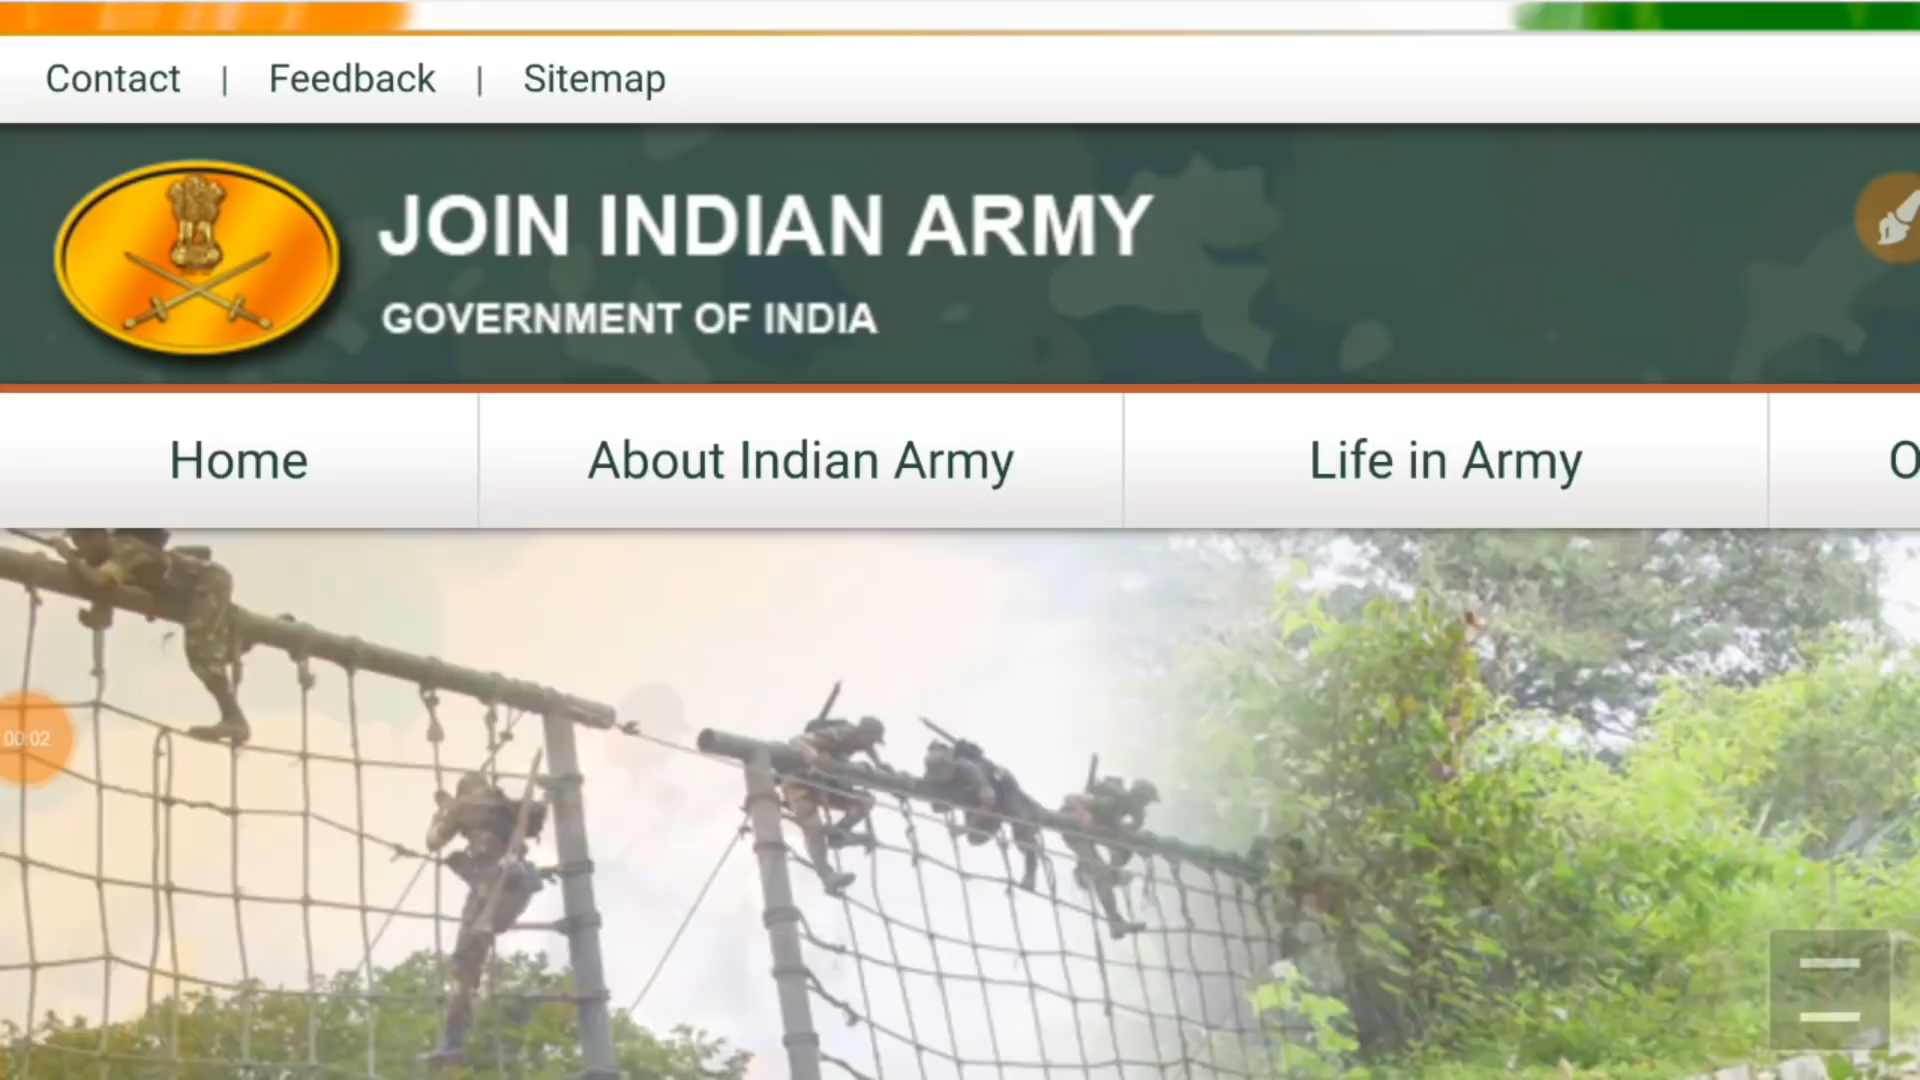 Contact | Feedback | Sitemap
JOIN INDIAN ARMY
GOVERNMENT OF INDIA
Home
About Indian Army
Life in Army
O
00:02